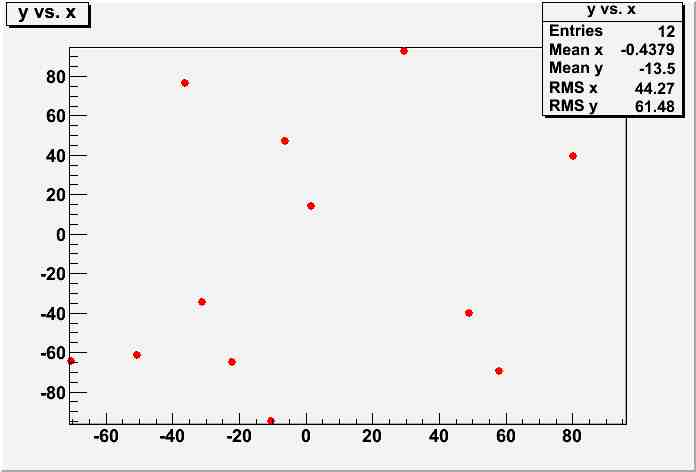 y vs. x
y vs. x
Entries 12
Mean x -0.4379
Mean y -13.5
RMS x 44.27
RMS y 61.48
80
60
40
20
0
-20
-40
-60
-80
-60 -40 -20 0 20 40 60 80